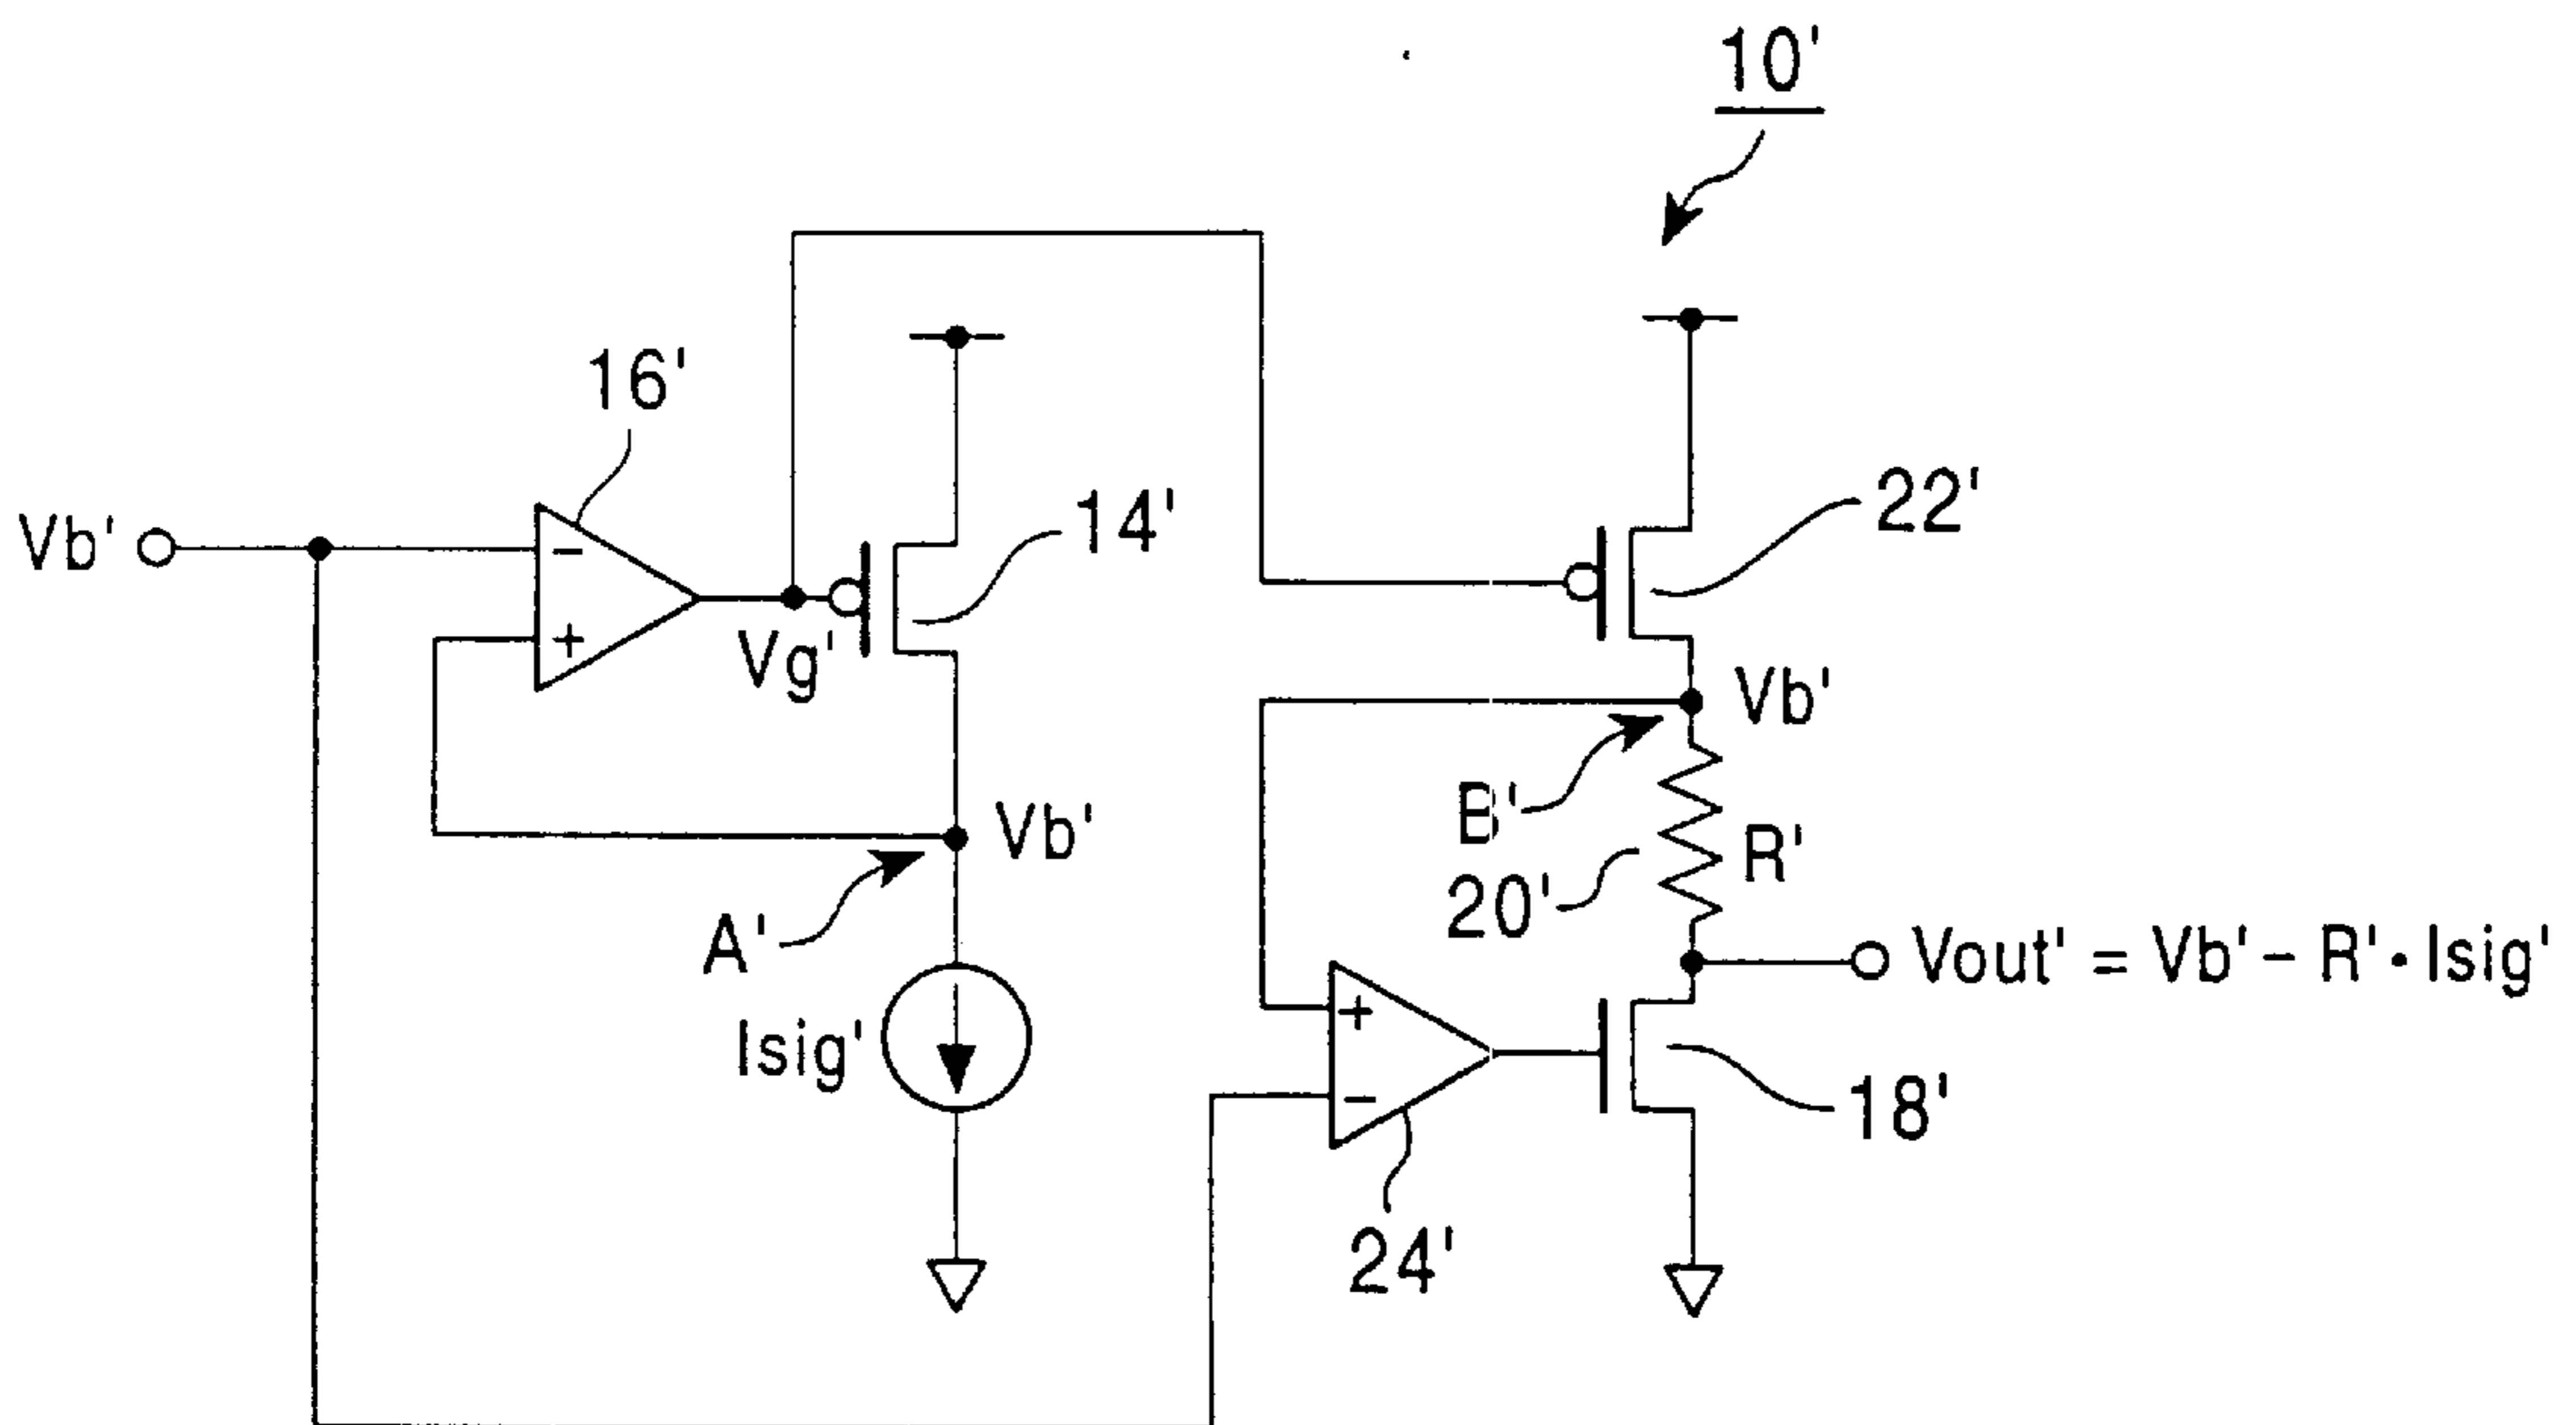 10'
16'
14'
22'
Vb'
−
+
Vg'
Vb'
B'
R'
20'
Vb'
A'
Vout' = Vb' − R' · Isig'
Isig'
+
−
18'
24'